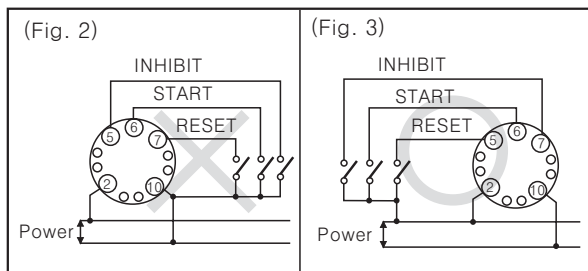 (Fig. 2)
INHIBIT
START
RESET
5
6
7
2
10
Power
(Fig. 3)
INHIBIT
START
RESET
5
6
7
2
10
Power